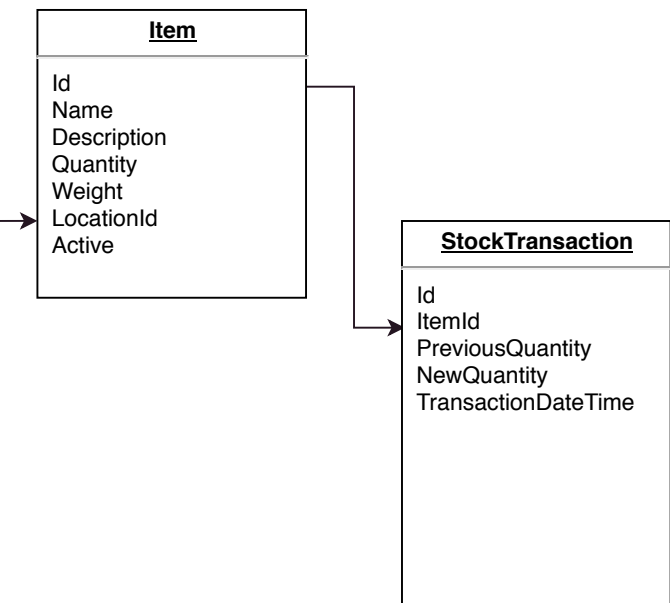 Item
Id
Name
Description
Quantity
Weight
LocationId
Active
StockTransaction
Id
ItemId
PreviousQuantity
NewQuantity
TransactionDateTime